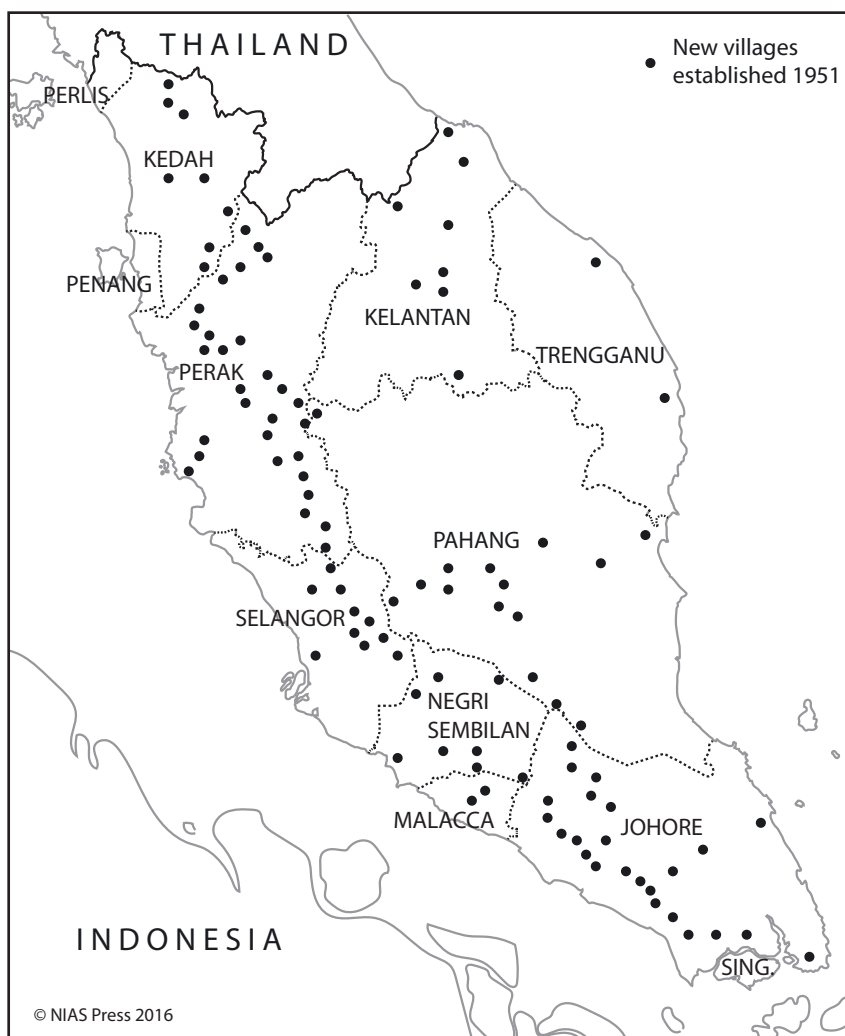 THAILAND
New villages
established 1951
PERLIS
KEDAH
PENANG
KELANTAN
TRENGGANU
PERAK
PAHANG
SELANGOR
NEGRI
SEMBILAN
MALACCA
JOHORE
INDONESIA
SING.
© NIAS Press 2016